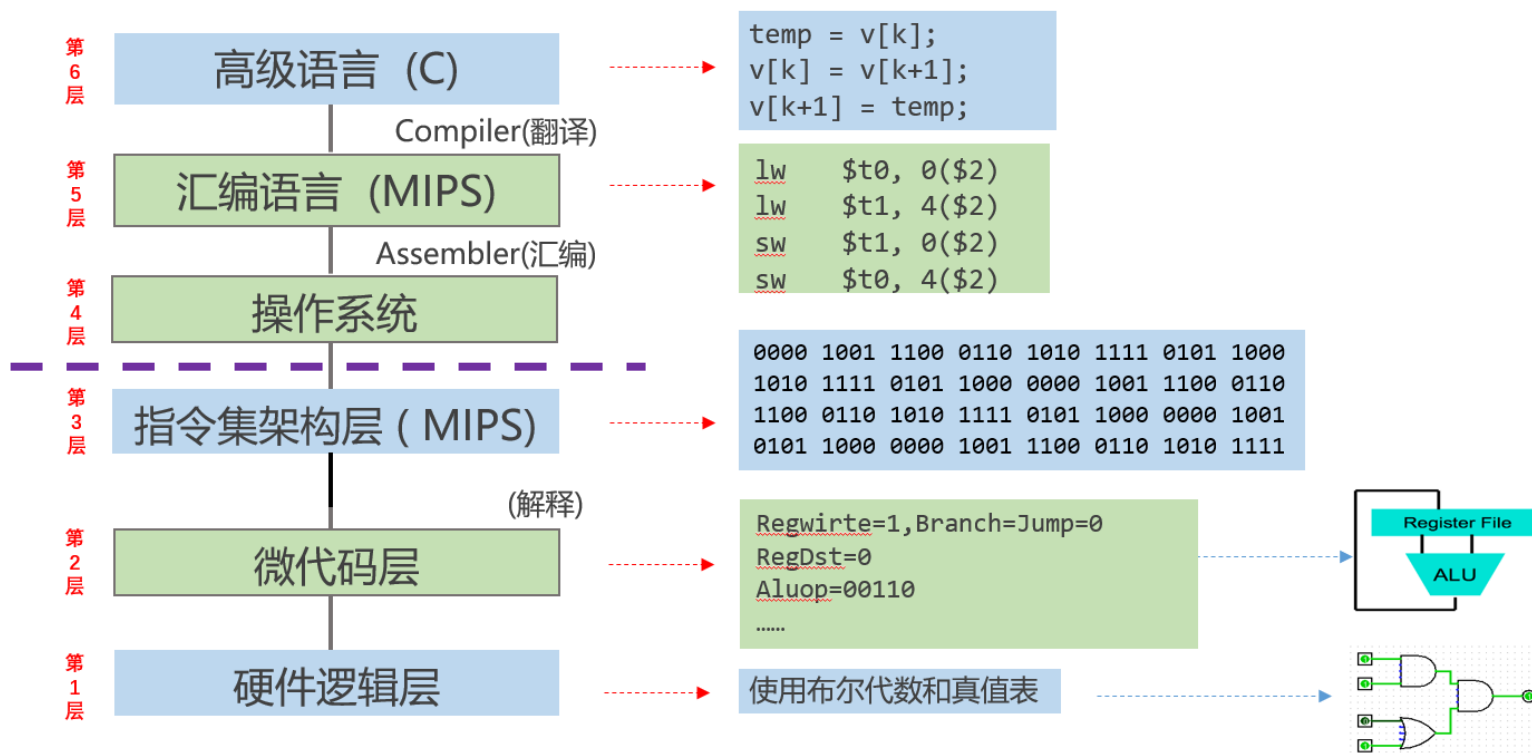 第6层
高级语言 (C)
temp = v[k];
v[k] = v[k+1];
v[k+1] = temp;
Compiler(翻译)
第5层
汇编语言 (MIPS)
lw $t0, 0($2)
lw $t1, 4($2)
sw $t1, 0($2)
sw $t0, 4($2)
Assembler(汇编)
第4层
操作系统
第3层
指令集架构层 ( MIPS)
0000 1001 1100 0110 1010 1111 0101 1000
1010 1111 0101 1000 0000 1001 1100 0110
1100 0110 1010 1111 0101 1000 0000 1001
0101 1000 0000 1001 1100 0110 1010 1111
(解释)
第2层
微代码层
Regwirte=1,Branch=Jump=0
RegDst=0
Aluop=00110
……
Register File
ALU
第1层
硬件逻辑层
使用布尔代数和真值表